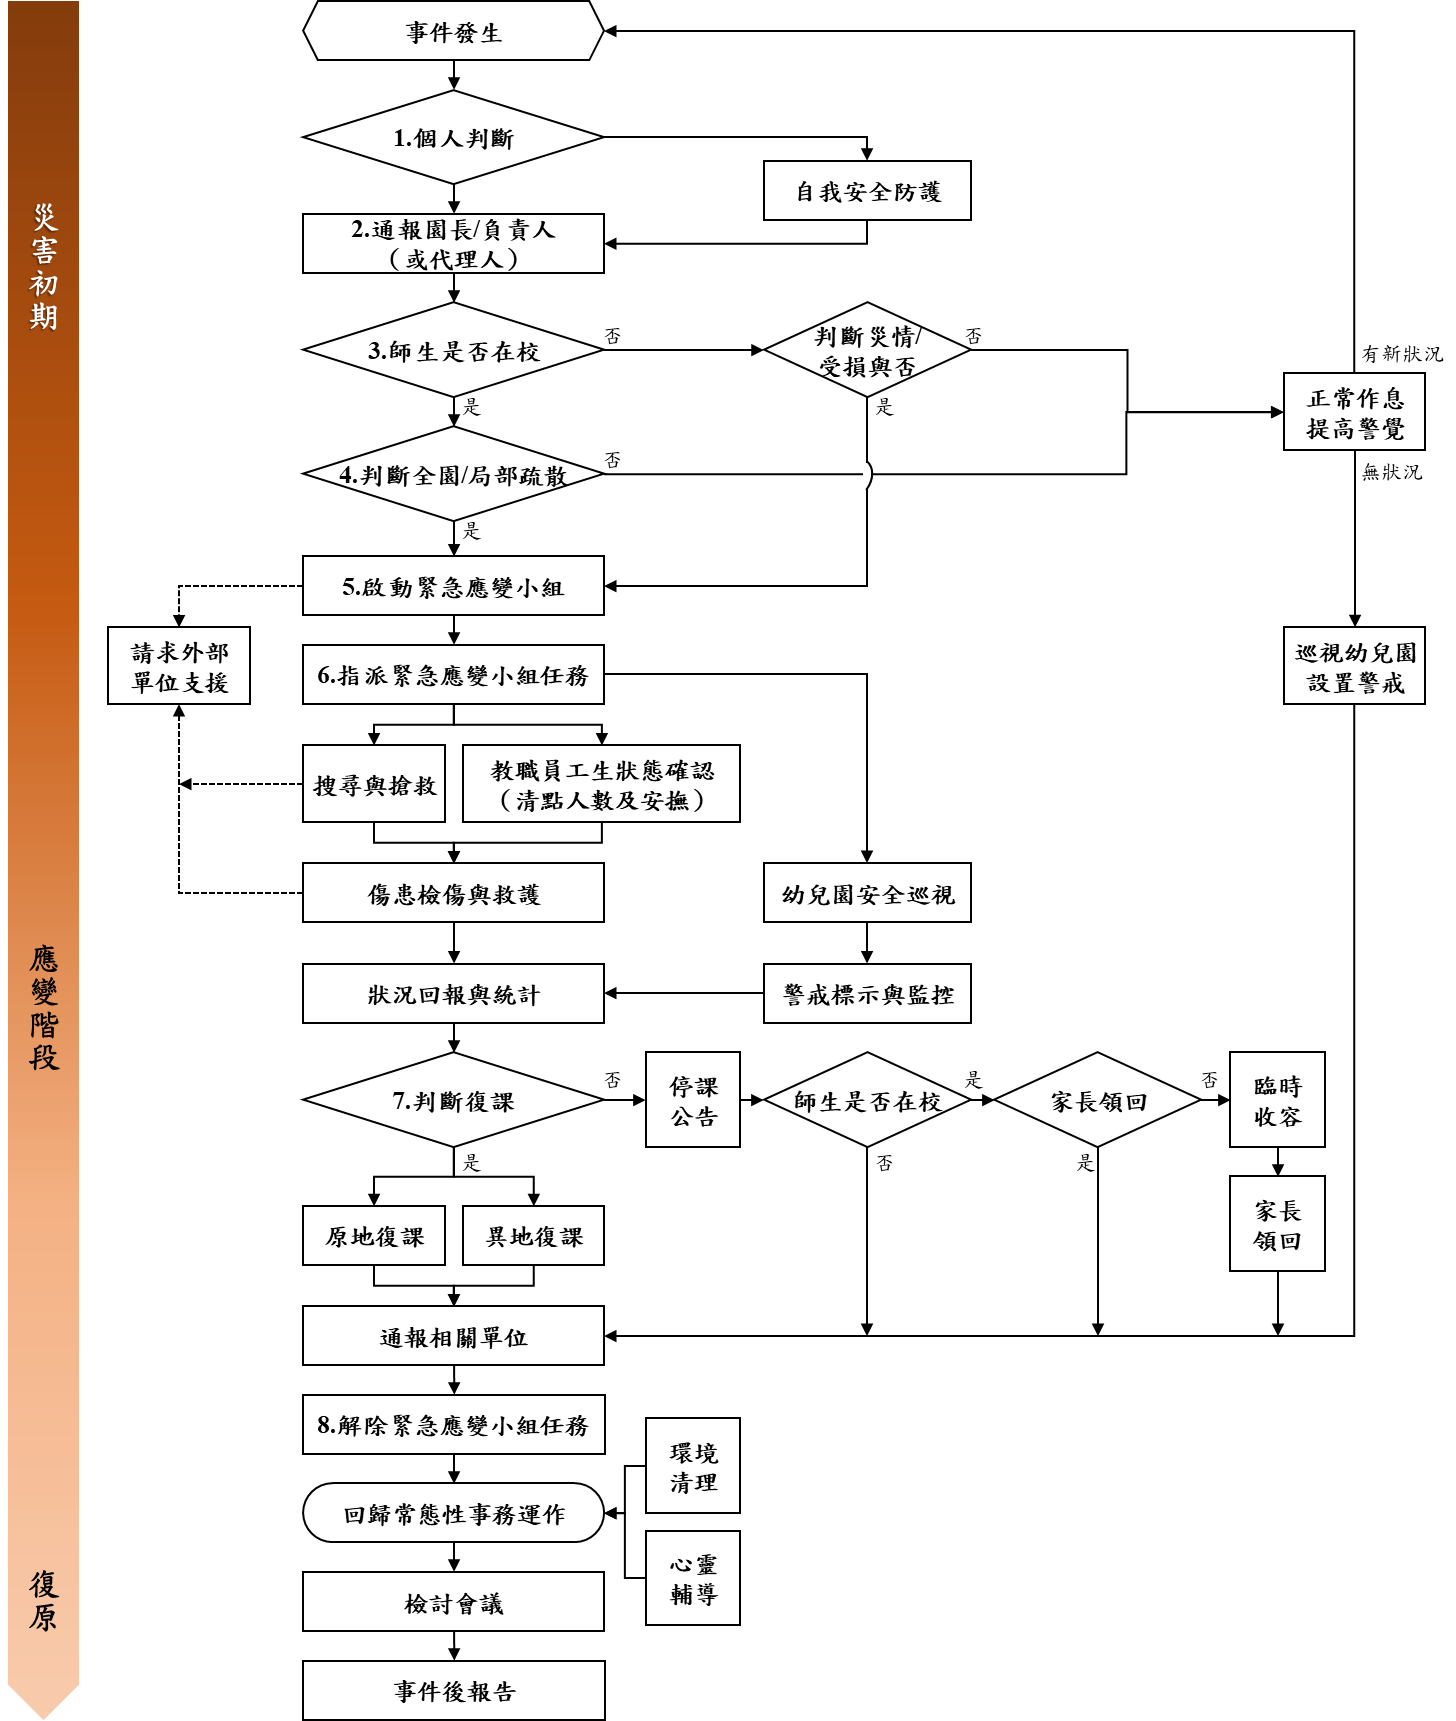 事件發生
1.個人判斷
自我安全防護
2.通報園長/負責人
（或代理人）
3.師生是否在校
否
判斷災情/
受損與否
否
是
是
有新狀況
正常作息
提高警覺
無狀況
4.判斷全園/局部疏散
否
是
5.啟動緊急應變小組
請求外部
單位支援
6.指派緊急應變小組任務
巡視幼兒園
設置警戒
搜尋與搶救
教職員工生狀態確認
（清點人數及安撫）
傷患檢傷與救護
幼兒園安全巡視
狀況回報與統計
警戒標示與監控
7.判斷復課
否
是
停課
公告
師生是否在校
是
否
家長領回
否
是
臨時
收容
家長
領回
原地復課
異地復課
通報相關單位
8.解除緊急應變小組任務
環境
清理
回歸常態性事務運作
心靈
輔導
檢討會議
事件後報告
災害初期
應變階段
復原